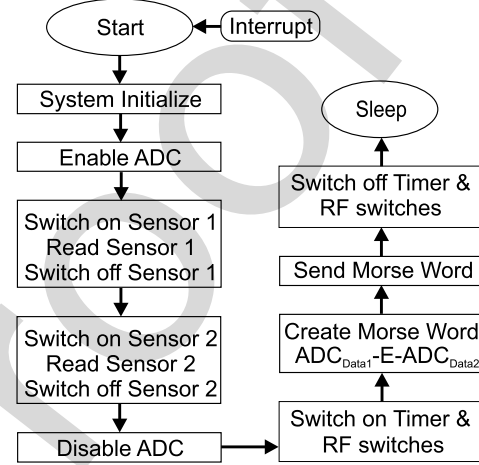 Start
Interrupt
System Initialize
Enable ADC
Switch on Sensor 1
Read Sensor 1
Switch off Sensor 1
Switch on Sensor 2
Read Sensor 2
Switch off Sensor 2
Disable ADC
Switch on Timer &
RF switches
Create Morse Word
ADCData1-E-ADCData2
Send Morse Word
Switch off Timer &
RF switches
Sleep